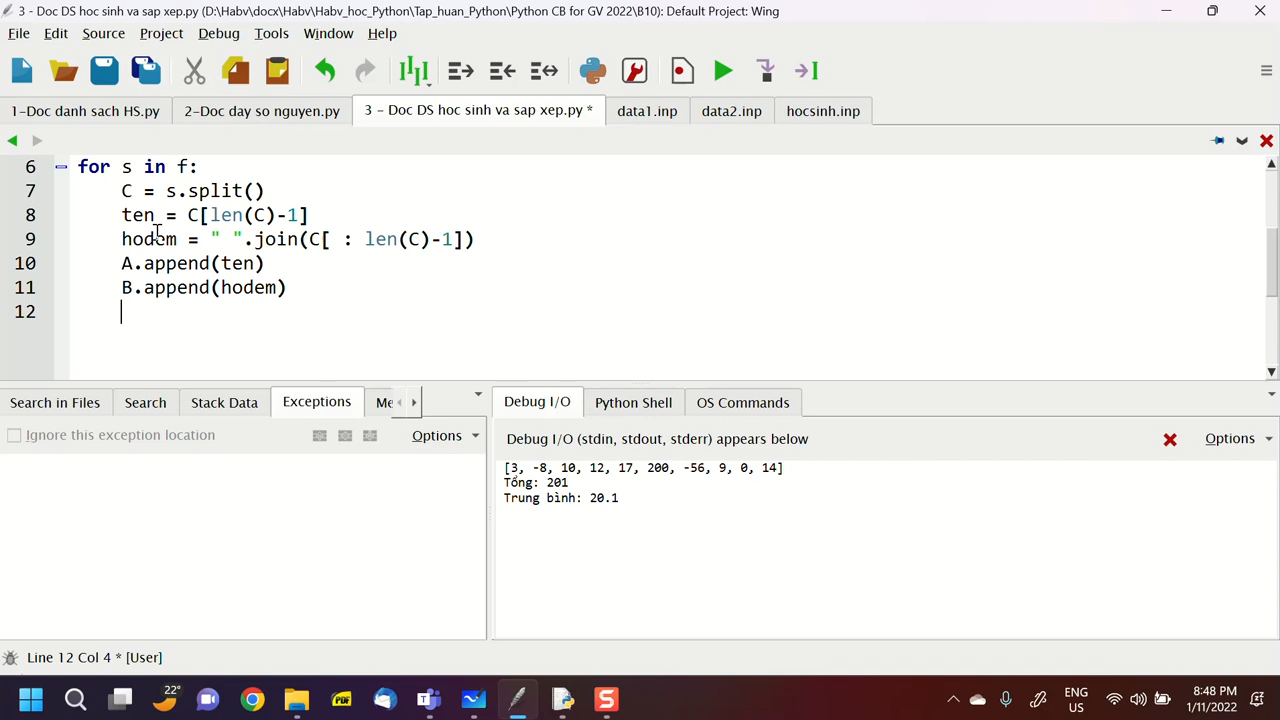 3 - Doc DS hoc sinh va sap xep.py (D:\Habv\docx\Habv\Habv_hoc_Python\Tap_huan_Python\Python CB for GV 2022\B10): Default Project: Wing
File Edit Source Project Debug Tools Window Help
1-Doc danh sach HS.py 2-Doc day so nguyen.py 3 - Doc DS hoc sinh va sap xep.py * data1.inp data2.inp hocsinh.inp
6 for s in f:
7 C = s.split()
8 ten = C[len(C)-1]
9 hodem = " ".join(C[ : len(C)-1])
10 A.append(ten)
11 B.append(hodem)
12
Search in Files Search Stack Data Exceptions Me Debug I/O Python Shell OS Commands
Ignore this exception location Options Debug I/O (stdin, stdout, stderr) appears below Options
[3, -8, 10, 12, 17, 200, -56, 9, 0, 14]
Tổng: 201
Trung bình: 20.1
Line 12 Col 4 * [User]
22° PDF S ENG 8:48 PM
US 1/11/2022